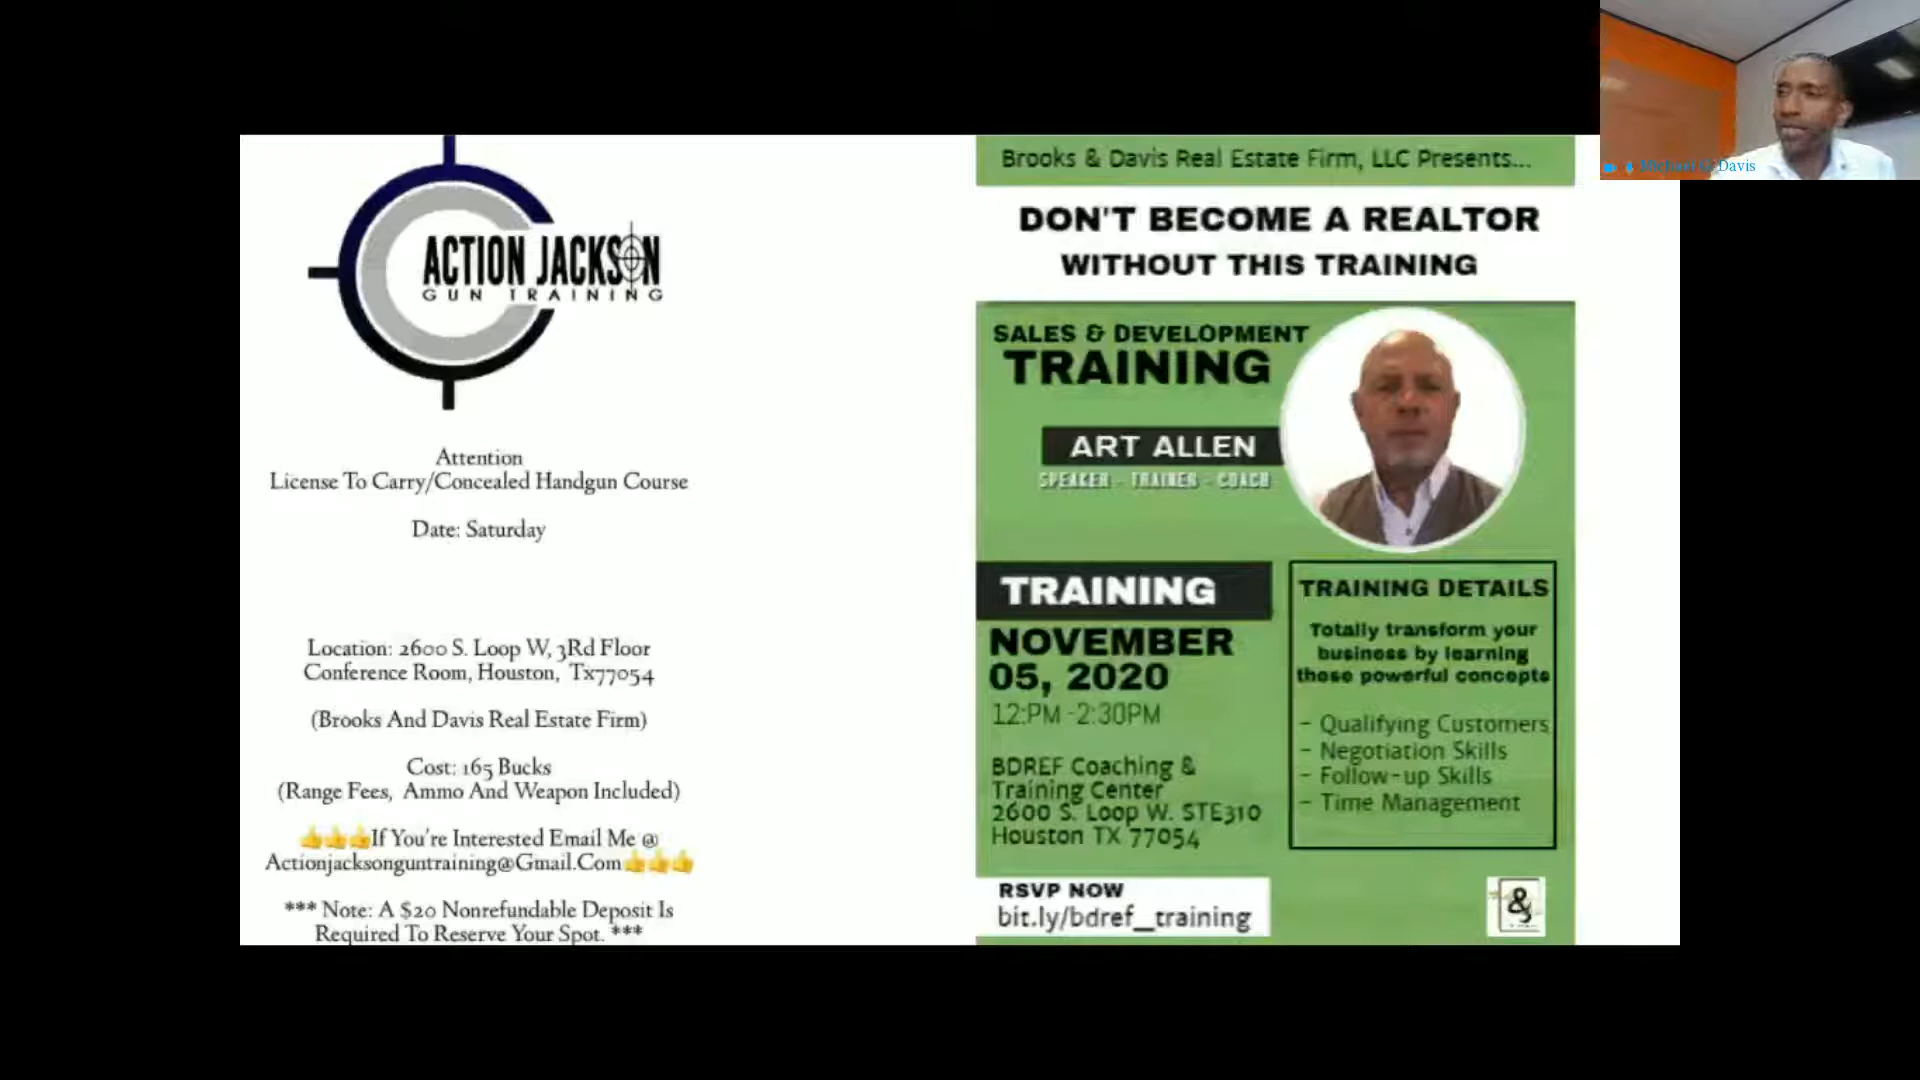 ACTION JACKSON
GUN TRAINING
Attention
License To Carry/Concealed Handgun Course
Date: Saturday
Location: 2600 S. Loop W, 3Rd Floor
Conference Room, Houston, Tx77054
(Brooks And Davis Real Estate Firm)
Cost: 165 Bucks
(Range Fees, Ammo And Weapon Included)
👍👍👍If You're Interested Email Me @
Actionjacksonguntraining@Gmail.Com👍👍👍
*** Note: A $20 Nonrefundable Deposit Is
Required To Reserve Your Spot. ***
Brooks & Davis Real Estate Firm, LLC Presents...
DON'T BECOME A REALTOR
WITHOUT THIS TRAINING
SALES & DEVELOPMENT
TRAINING
ART ALLEN
SPEAKER - TRAINER - COACH
TRAINING
NOVEMBER
05, 2020
12:PM -2:30PM
BDREF Coaching &
Training Center
2600 S. Loop W. STE310
Houston TX 77054
RSVP NOW
bit.ly/bdref_training
TRAINING DETAILS
Totally transform your
business by learning
these powerful concepts
- Qualifying Customers
- Negotiation Skills
- Follow-up Skills
- Time Management
&
Michael O Davis